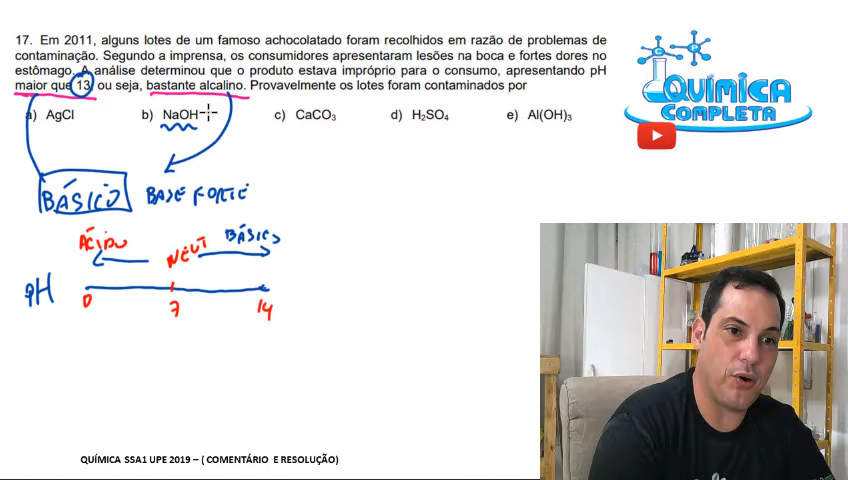 17. Em 2011, alguns lotes de um famoso achocolatado foram recolhidos em razão de problemas de
contaminação. Segundo a imprensa, os consumidores apresentaram lesões na boca e fortes dores no
estômago. A análise determinou que o produto estava impróprio para o consumo, apresentando pH
maior que 13, ou seja, bastante alcalino. Provavelmente os lotes foram contaminados por
a) AgCl b) NaOH c) CaCO3 d) H2SO4 e) Al(OH)3
C P
QUÍMICA
COMPLETA
BÁSICO BASE FORTE
ÁCIDO NEUT BÁSICO
pH
0 7 14
QUÍMICA SSA1 UPE 2019 – ( COMENTÁRIO E RESOLUÇÃO)